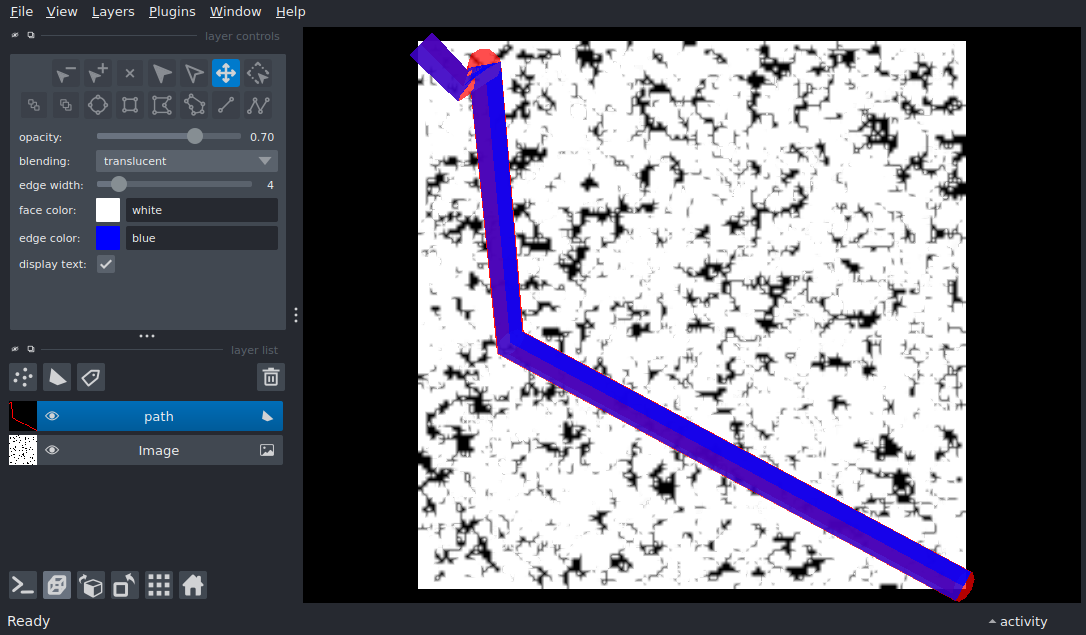 File View Layers Plugins Window Help
layer controls
opacity: 0.70
blending: translucent
edge width: 4
face color: white
edge color: blue
display text:
layer list
path
Image
Ready
activity